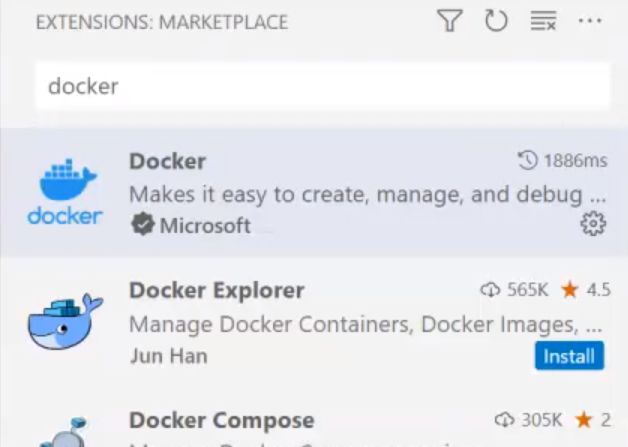 EXTENSIONS: MARKETPLACE
docker
Docker 1886ms
docker
Makes it easy to create, manage, and debug ...
Microsoft
Docker Explorer 565K 4.5
Manage Docker Containers, Docker Images, ...
Jun Han Install
Docker Compose 305K 2